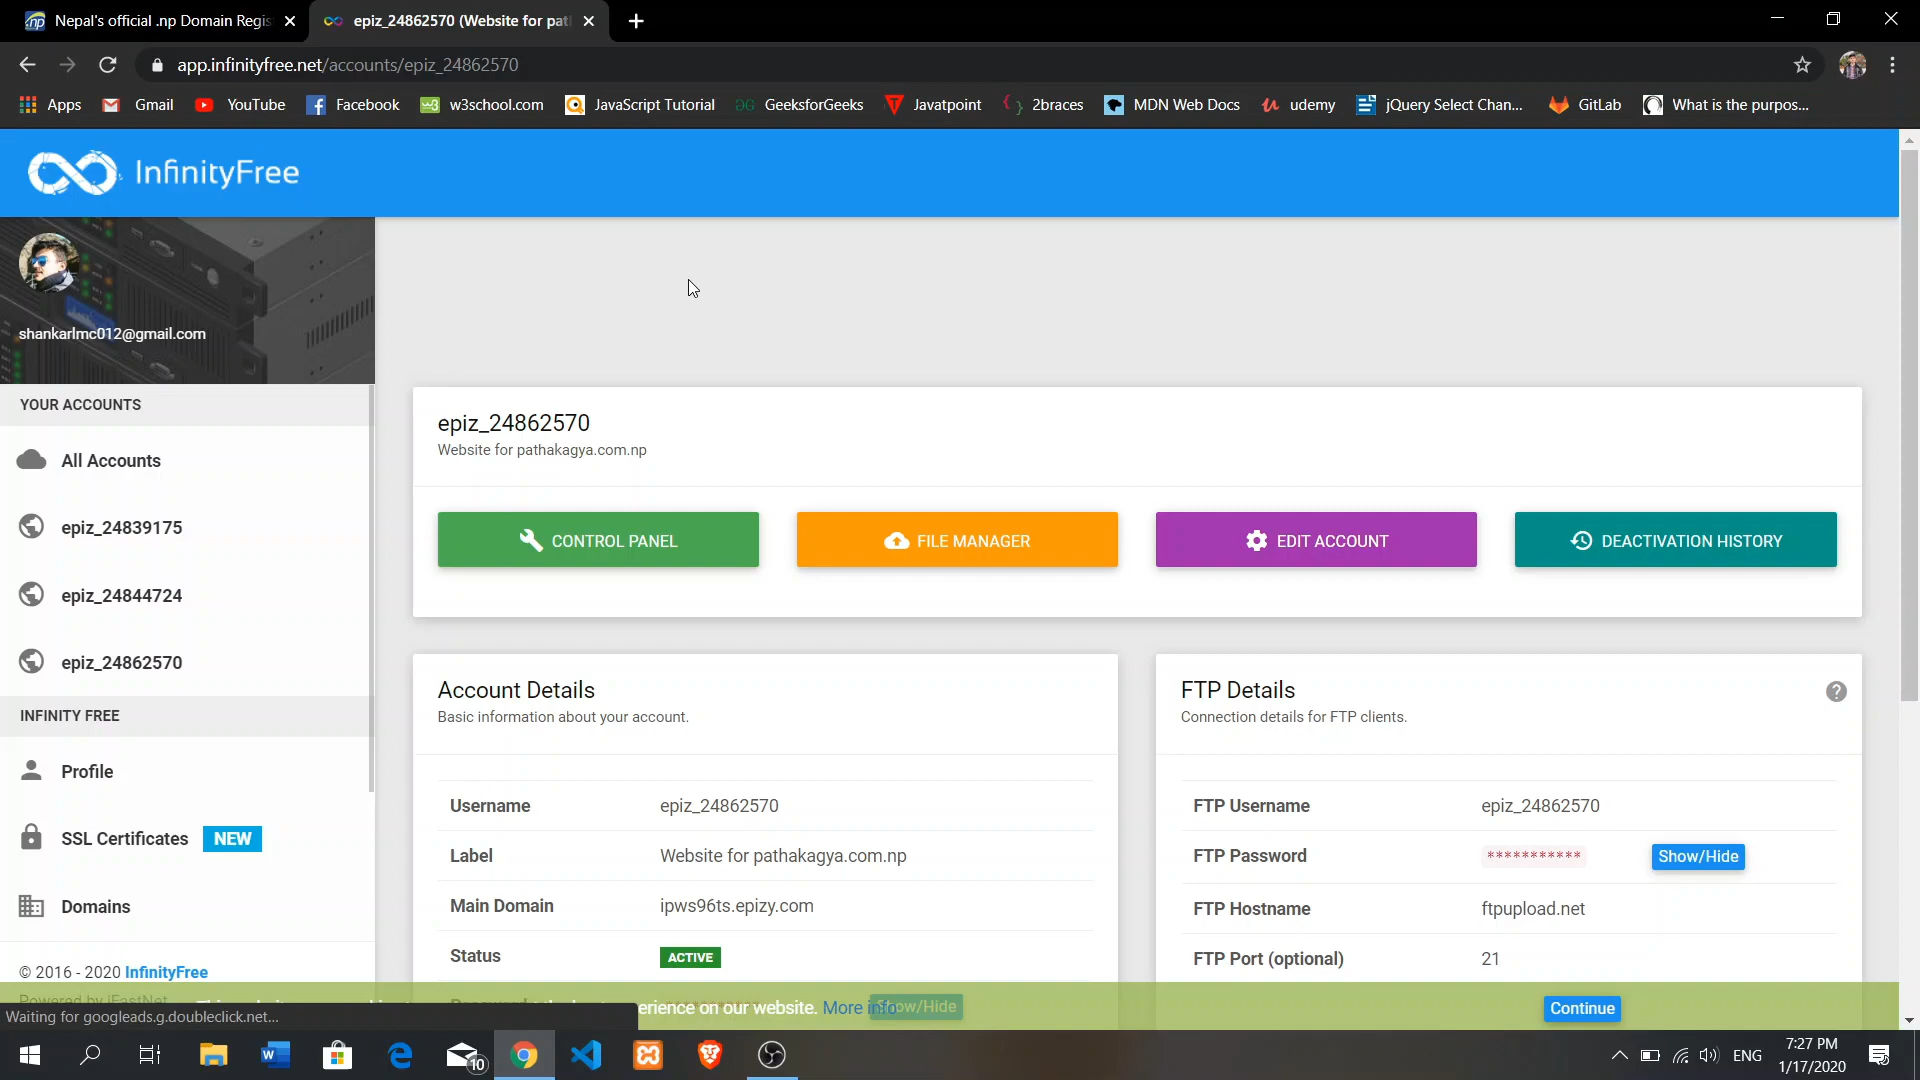 Nepal's official .np Domain Regis
epiz_24862570 (Website for pat
app.infinityfree.net/accounts/epiz_24862570
Apps Gmail YouTube Facebook w3school.com JavaScript Tutorial GeeksforGeeks Javatpoint 2braces MDN Web Docs udemy jQuery Select Chan... GitLab What is the purpos...
InfinityFree
shankarlmc012@gmail.com
YOUR ACCOUNTS
All Accounts
epiz_24839175
epiz_24844724
epiz_24862570
INFINITY FREE
Profile
SSL Certificates NEW
Domains
© 2016 - 2020 InfinityFree
Powered by iFastNet
epiz_24862570
Website for pathakagya.com.np
CONTROL PANEL FILE MANAGER EDIT ACCOUNT DEACTIVATION HISTORY
Account Details
Basic information about your account.
Username epiz_24862570
Label Website for pathakagya.com.np
Main Domain ipws96ts.epizy.com
Status ACTIVE
Show/Hide
FTP Details
Connection details for FTP clients.
FTP Username epiz_24862570
FTP Password *********** Show/Hide
FTP Hostname ftpupload.net
FTP Port (optional) 21
erience on our website. More info
Continue
Waiting for googleads.g.doubleclick.net...
10
ENG
7:27 PM
1/17/2020